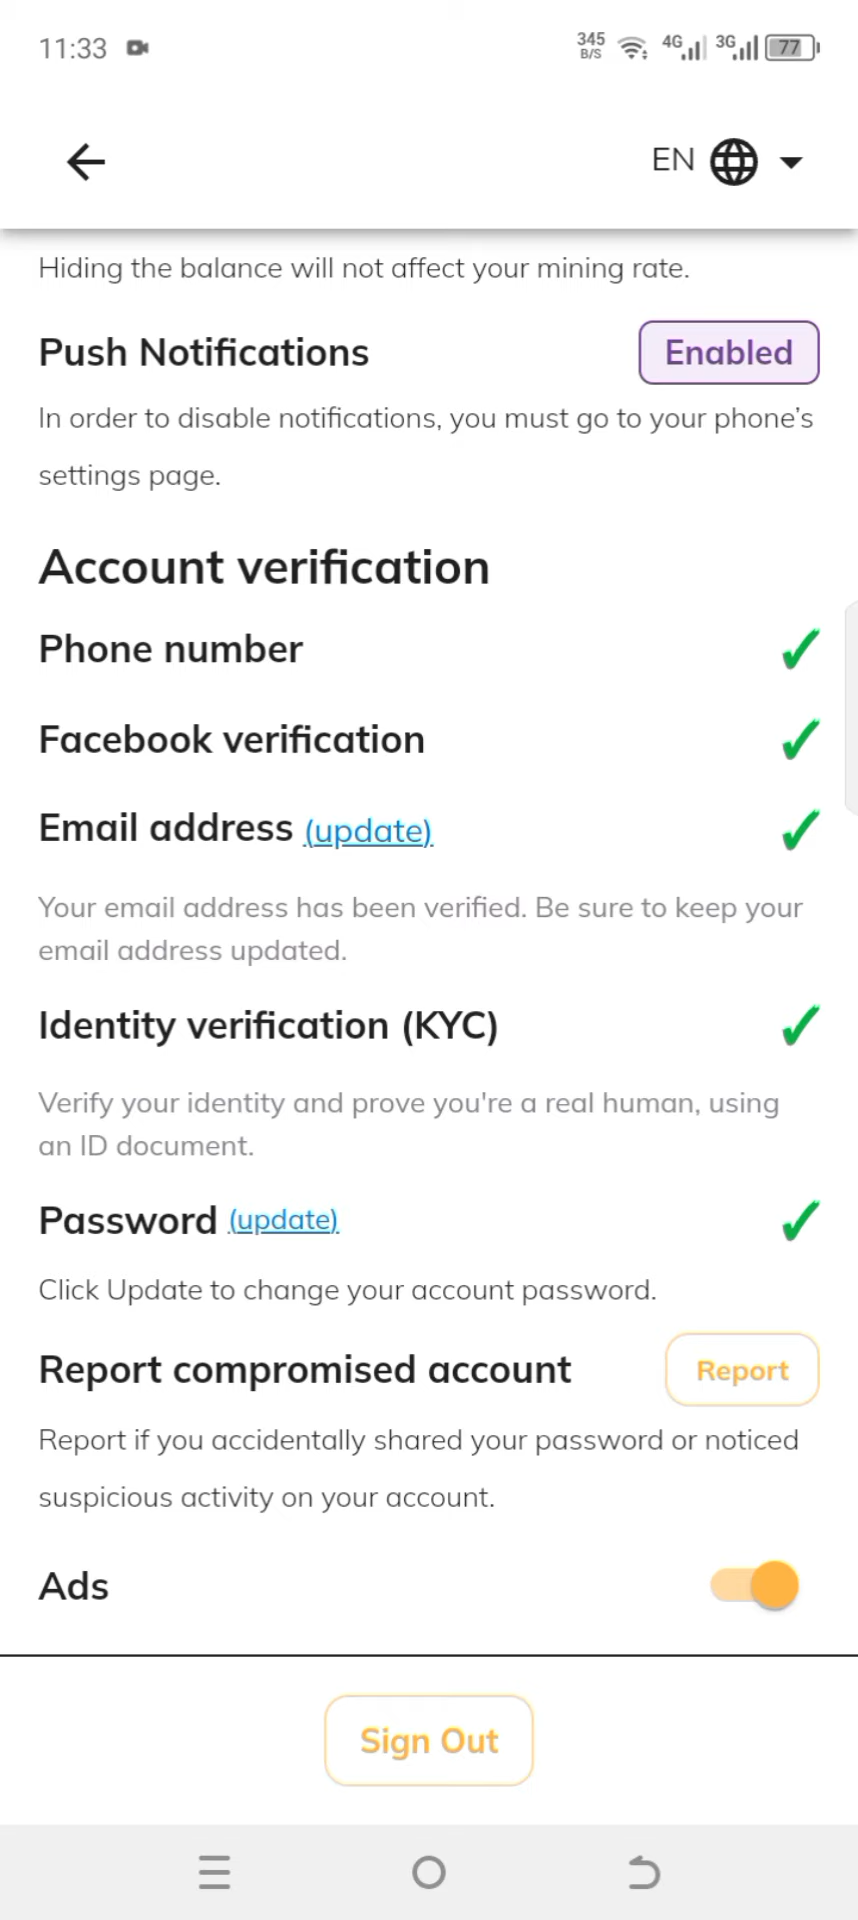 11:33
345 B/S 4G 3G 77
EN
Hiding the balance will not affect your mining rate.
Push Notifications Enabled
In order to disable notifications, you must go to your phone's
settings page.
Account verification
Phone number
Facebook verification
Email address (update)
Your email address has been verified. Be sure to keep your
email address updated.
Identity verification (KYC)
Verify your identity and prove you're a real human, using
an ID document.
Password (update)
Click Update to change your account password.
Report compromised account Report
Report if you accidentally shared your password or noticed
suspicious activity on your account.
Ads
Sign Out